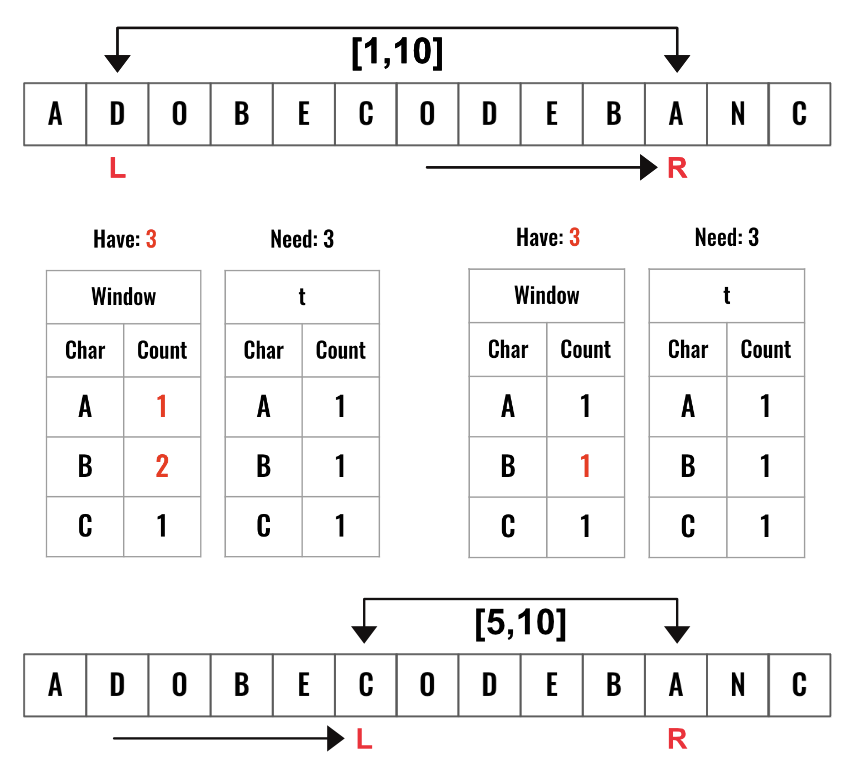 [1,10]
A D O B E C O D E B A N C
L R
Have: 3 Need: 3 Have: 3 Need: 3
Window t Window t
Char Count Char Count Char Count Char Count
A 1 A 1 A 1 A 1
B 2 B 1 B 1 B 1
C 1 C 1 C 1 C 1
[5,10]
A D O B E C O D E B A N C
L R